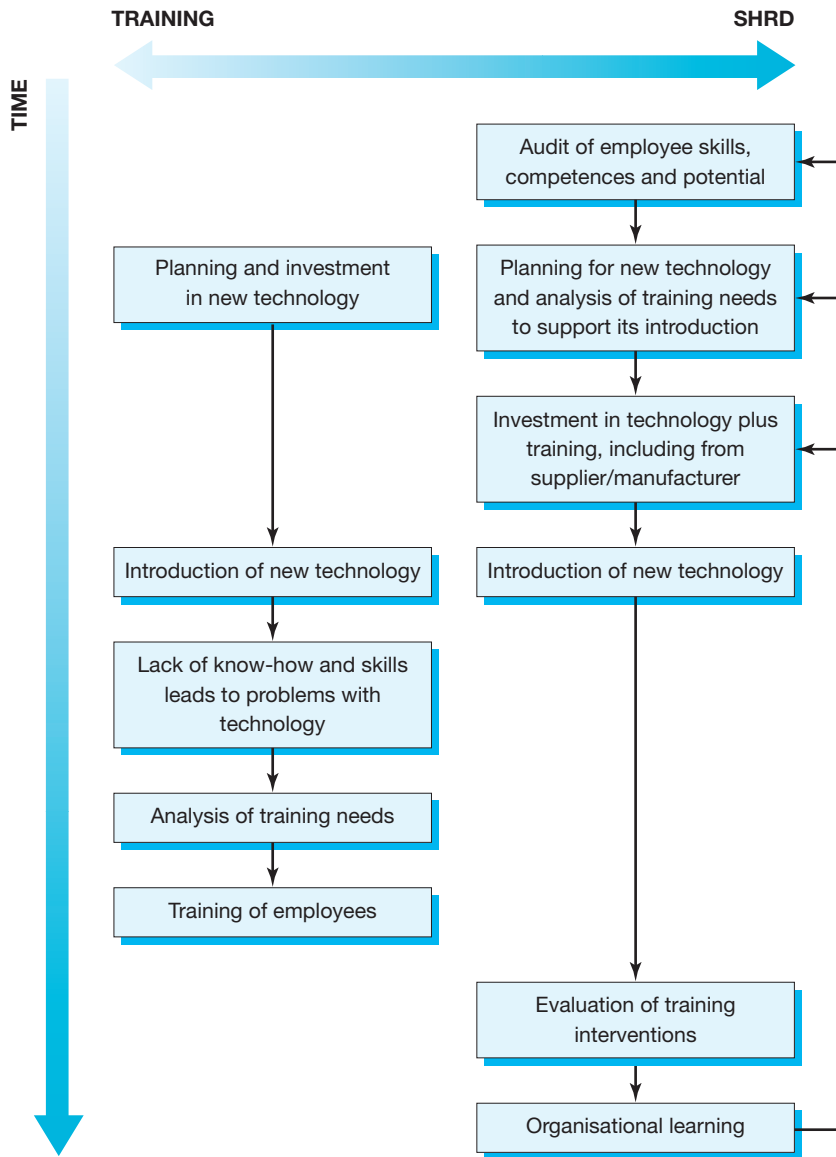 TRAINING
SHRD
TIME
Audit of employee skills,
competences and potential
Planning and investment
in new technology
Planning for new technology
and analysis of training needs
to support its introduction
Investment in technology plus
training, including from
supplier/manufacturer
Introduction of new technology
Introduction of new technology
Lack of know-how and skills
leads to problems with
technology
Analysis of training needs
Training of employees
Evaluation of training
interventions
Organisational learning